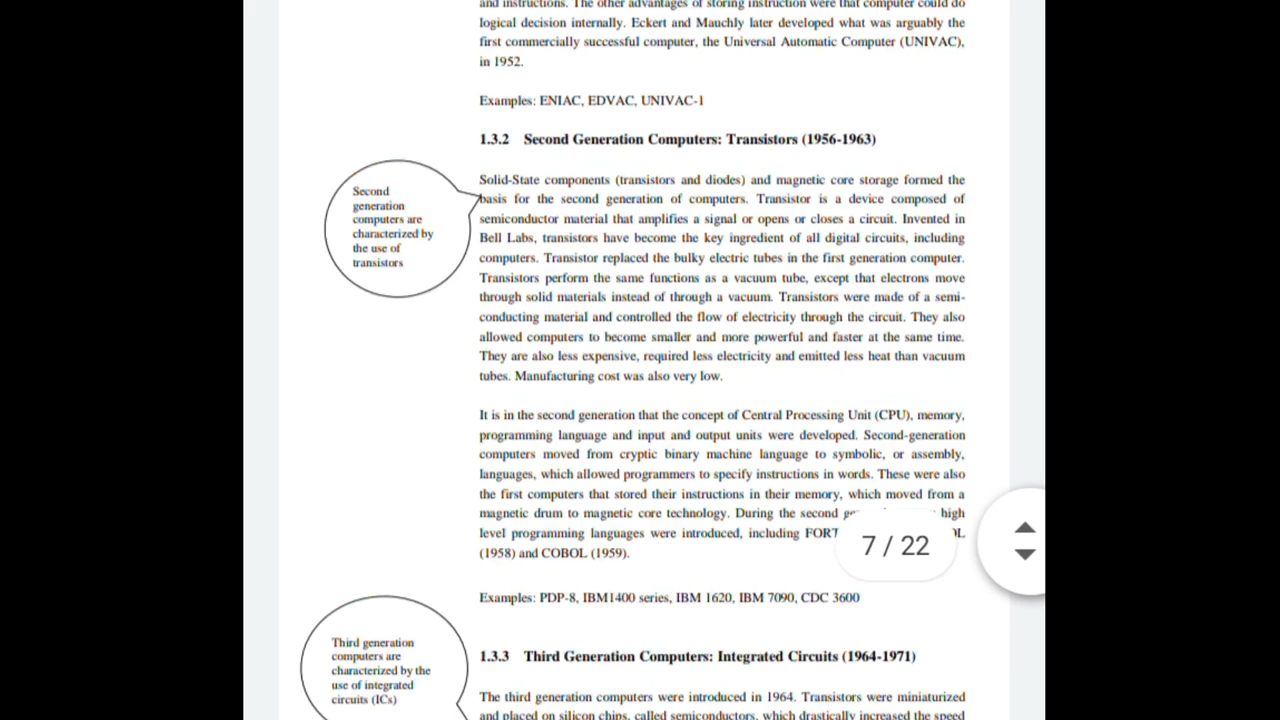 and instructions. The other advantages of storing instruction were that computer could do
logical decision internally. Eckert and Mauchly later developed what was arguably the
first commercially successful computer, the Universal Automatic Computer (UNIVAC),
in 1952.
Examples: ENIAC, EDVAC, UNIVAC-1
1.3.2 Second Generation Computers: Transistors (1956-1963)
Second
generation
computers are
characterized by
the use of
transistors
Solid-State components (transistors and diodes) and magnetic core storage formed the
basis for the second generation of computers. Transistor is a device composed of
semiconductor material that amplifies a signal or opens or closes a circuit. Invented in
Bell Labs, transistors have become the key ingredient of all digital circuits, including
computers. Transistor replaced the bulky electric tubes in the first generation computer.
Transistors perform the same functions as a vacuum tube, except that electrons move
through solid materials instead of through a vacuum. Transistors were made of a semi-
conducting material and controlled the flow of electricity through the circuit. They also
allowed computers to become smaller and more powerful and faster at the same time.
They are also less expensive, required less electricity and emitted less heat than vacuum
tubes. Manufacturing cost was also very low.
It is in the second generation that the concept of Central Processing Unit (CPU), memory,
programming language and input and output units were developed. Second-generation
computers moved from cryptic binary machine language to symbolic, or assembly,
languages, which allowed programmers to specify instructions in words. These were also
the first computers that stored their instructions in their memory, which moved from a
magnetic drum to magnetic core technology. During the second high
level programming languages were introduced, including
(1958) and COBOL (1959).
7 / 22
Examples: PDP-8, IBM1400 series, IBM 1620, IBM 7090, CDC 3600
1.3.3 Third Generation Computers: Integrated Circuits (1964-1971)
Third generation
computers are
characterized by the
use of integrated
circuits (ICs)
The third generation computers were introduced in 1964. Transistors were miniaturized
and placed on silicon chips, called semiconductors, which drastically increased the speed